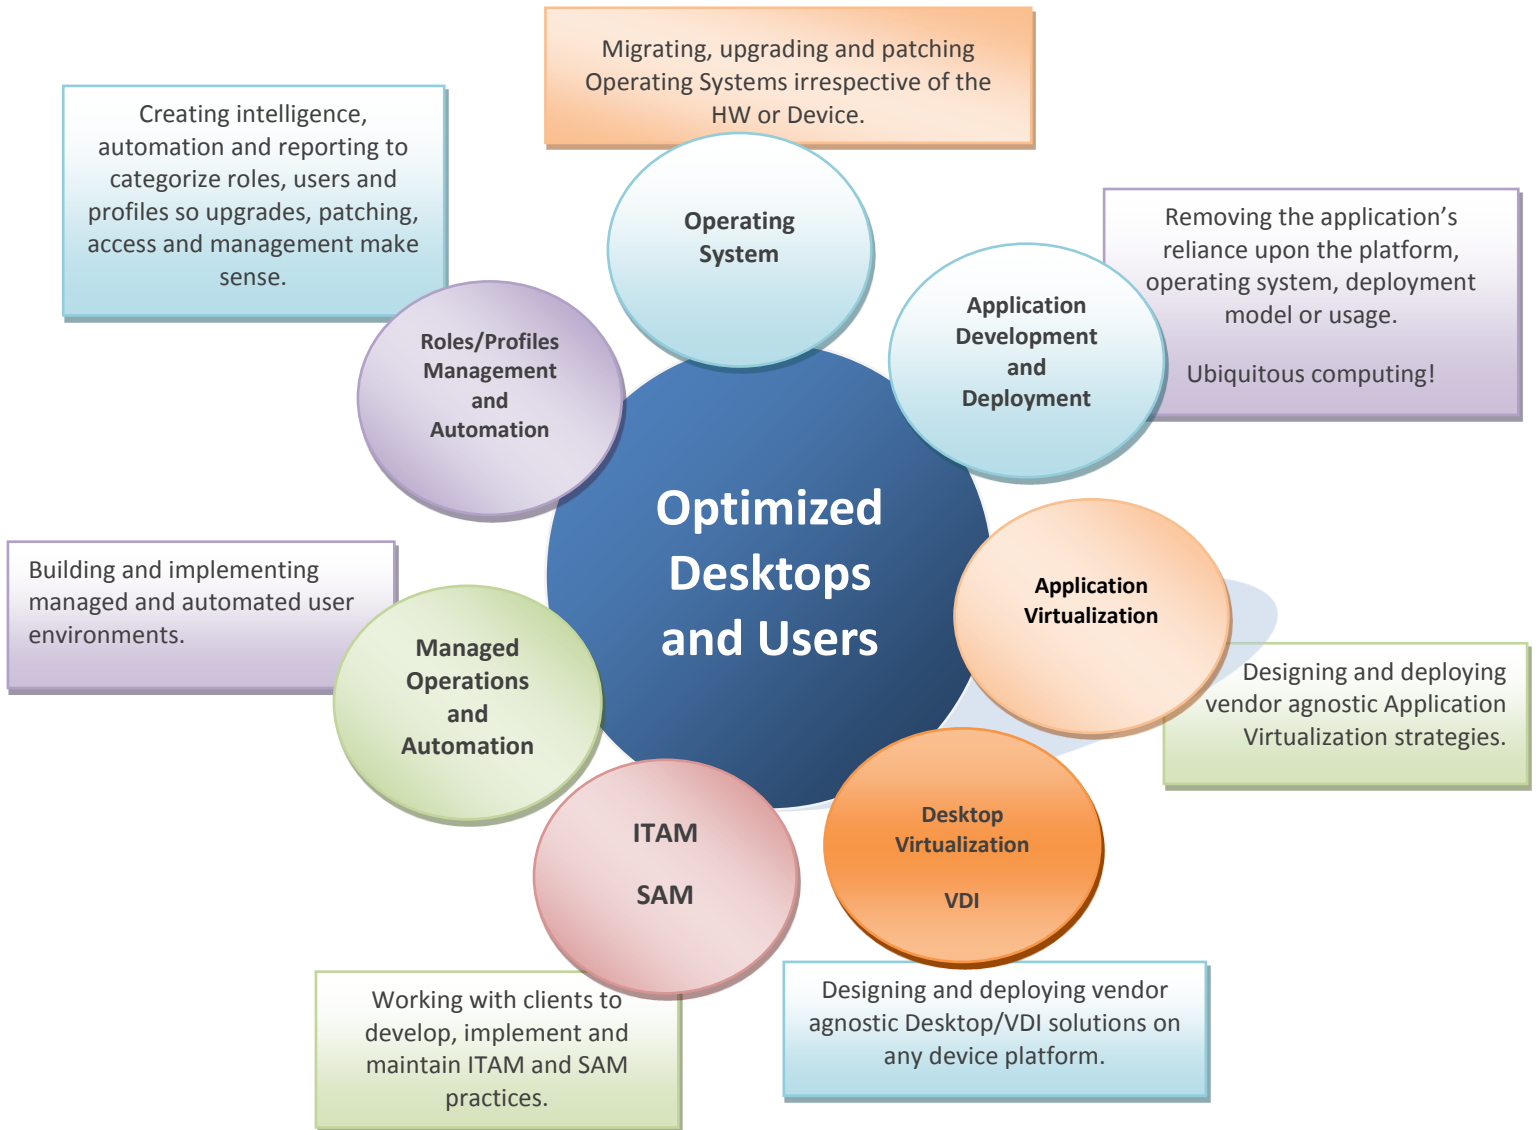 Migrating, upgrading and patching
Operating Systems irrespective of the
HW or Device.
Creating intelligence,
automation and reporting to
categorize roles, users and
profiles so upgrades, patching,
access and management make
sense.
Operating
System
Removing the application’s
reliance upon the platform,
operating system, deployment
model or usage.
Ubiquitous computing!
Application
Development
and
Deployment
Roles/Profiles
Management
and
Automation
Optimized
Desktops
and Users
Building and implementing
managed and automated user
environments.
Application
Virtualization
Managed
Operations
and
Automation
Designing and deploying
vendor agnostic Application
Virtualization strategies.
ITAM
SAM
Desktop
Virtualization
VDI
Working with clients to
develop, implement and
maintain ITAM and SAM
practices.
Designing and deploying vendor
agnostic Desktop/VDI solutions on
any device platform.